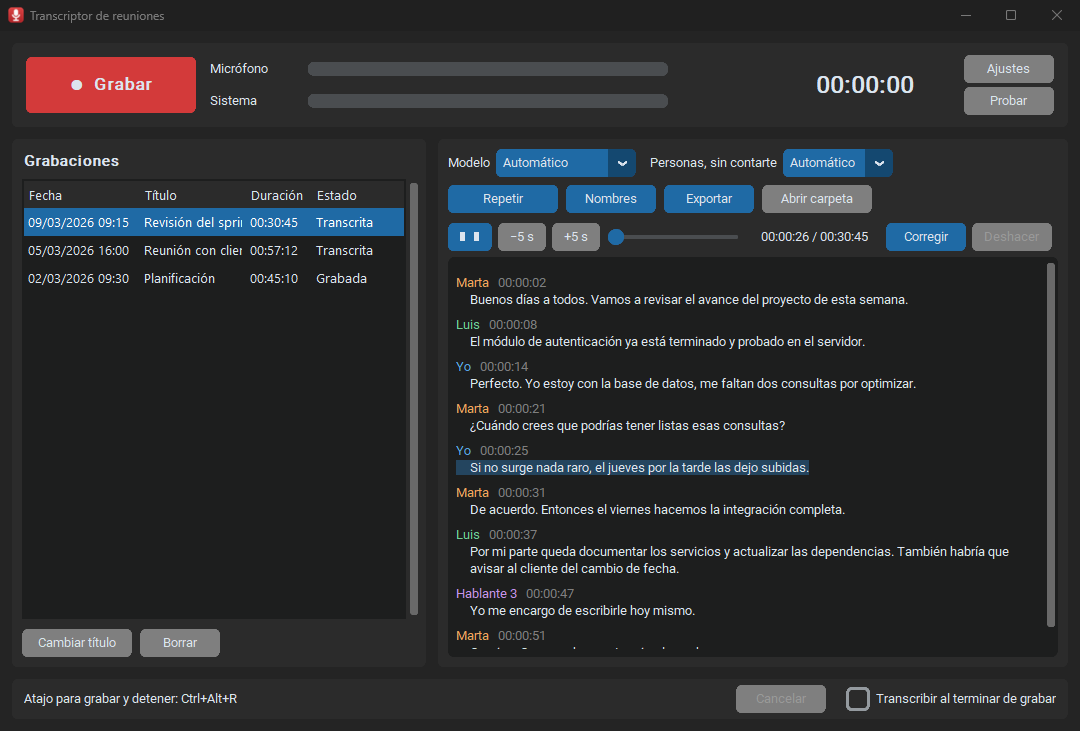 Transcriptor de reuniones
Grabar
Micrófono
Sistema
00:00:00
Ajustes
Probar
Grabaciones
Fecha Título Duración Estado
09/03/2026 09:15 Revisión del spri 00:30:45 Transcrita
05/03/2026 16:00 Reunión con clier 00:57:12 Transcrita
02/03/2026 09:30 Planificación 00:45:10 Grabada
Cambiar título Borrar
Modelo Automático Personas, sin contarte Automático
Repetir Nombres Exportar Abrir carpeta
−5 s +5 s 00:00:26 / 00:30:45 Corregir Deshacer
Marta 00:00:02
Buenos días a todos. Vamos a revisar el avance del proyecto de esta semana.
Luis 00:00:08
El módulo de autenticación ya está terminado y probado en el servidor.
Yo 00:00:14
Perfecto. Yo estoy con la base de datos, me faltan dos consultas por optimizar.
Marta 00:00:21
¿Cuándo crees que podrías tener listas esas consultas?
Yo 00:00:25
Si no surge nada raro, el jueves por la tarde las dejo subidas.
Marta 00:00:31
De acuerdo. Entonces el viernes hacemos la integración completa.
Luis 00:00:37
Por mi parte queda documentar los servicios y actualizar las dependencias. También habría que
avisar al cliente del cambio de fecha.
Hablante 3 00:00:47
Yo me encargo de escribirle hoy mismo.
Marta 00:00:51
Atajo para grabar y detener: Ctrl+Alt+R
Cancelar
Transcribir al terminar de grabar